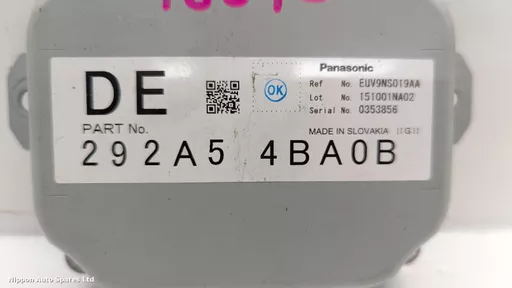 Panasonic
DE
OK
Ref No. EUV9NS019AA
Lot No. 151001NA02
Serial No. 0353856
PART No.
MADE IN SLOVAKIA
292A5 4BA0B
Nippon Auto Spares Ltd